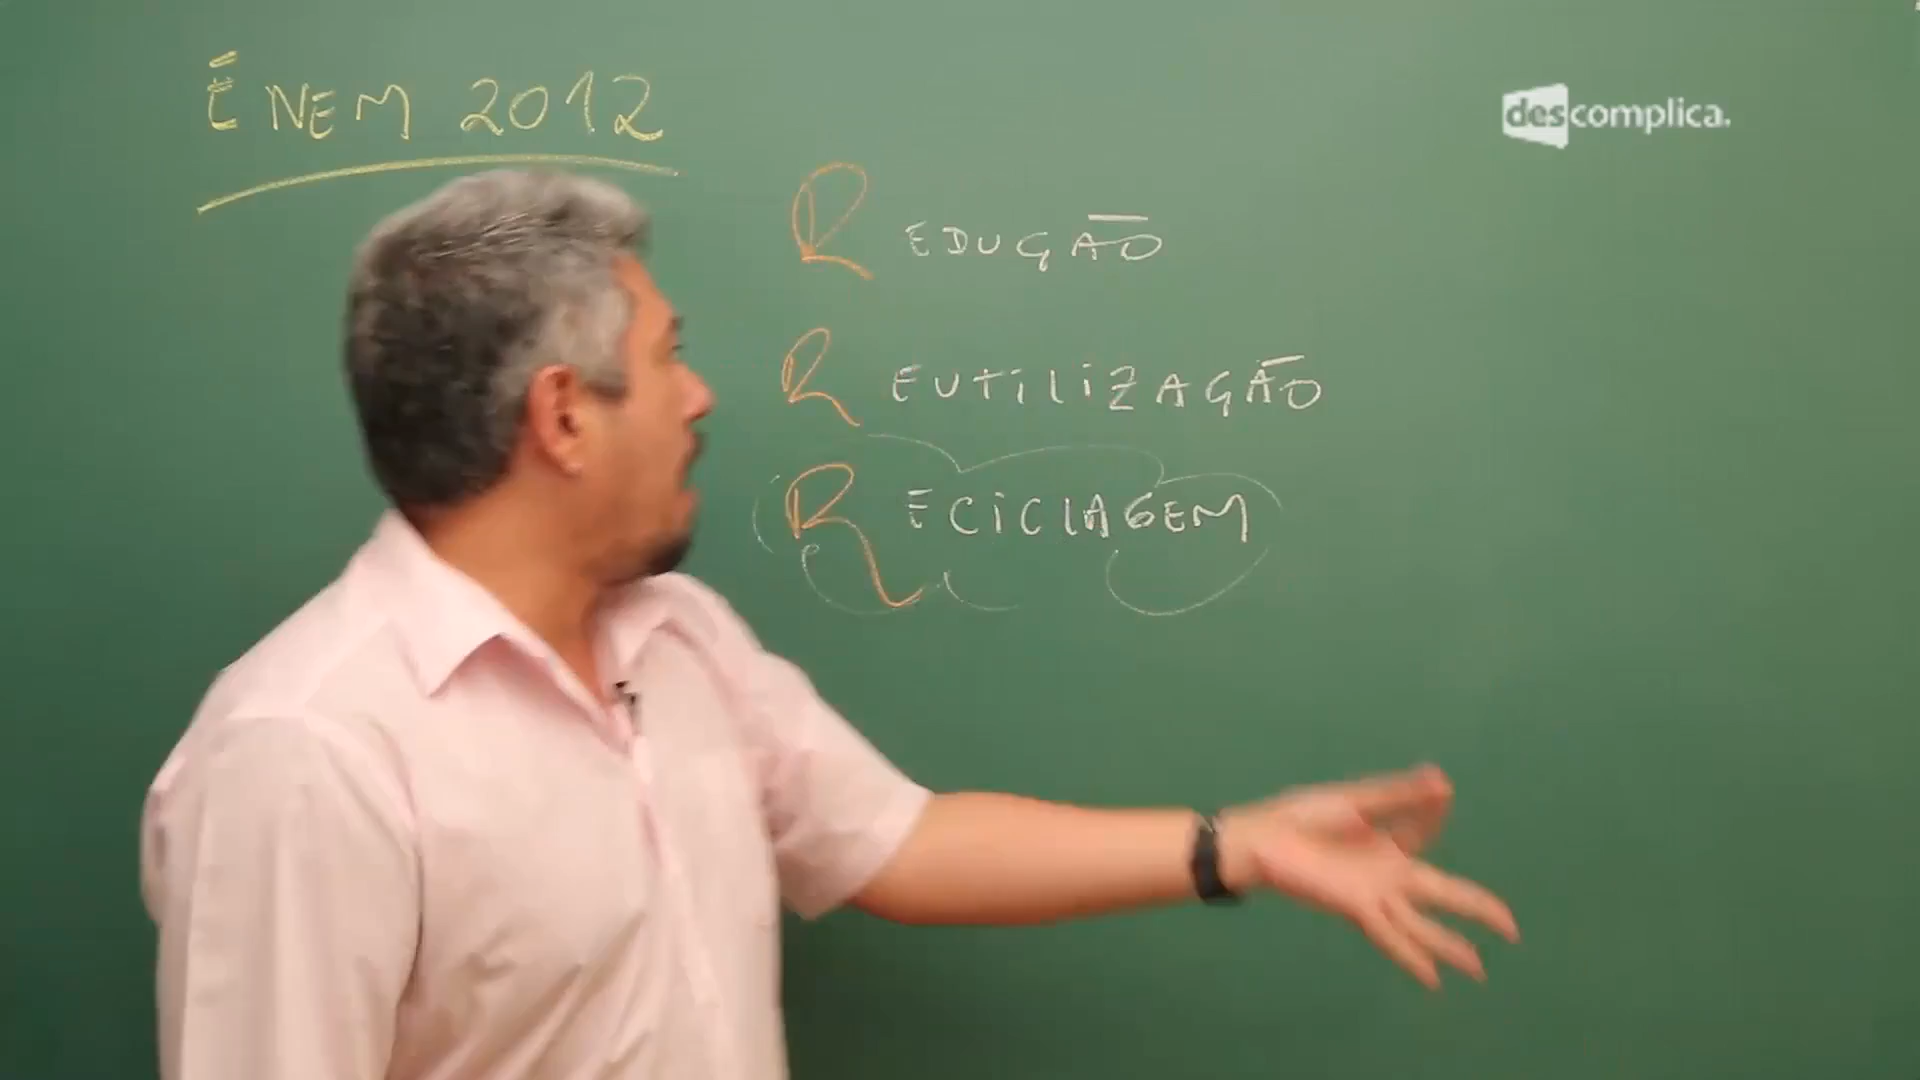 ENEM 2012
descomplica.
REDUÇÃO
REUTILIZAÇÃO
RECICLAGEM